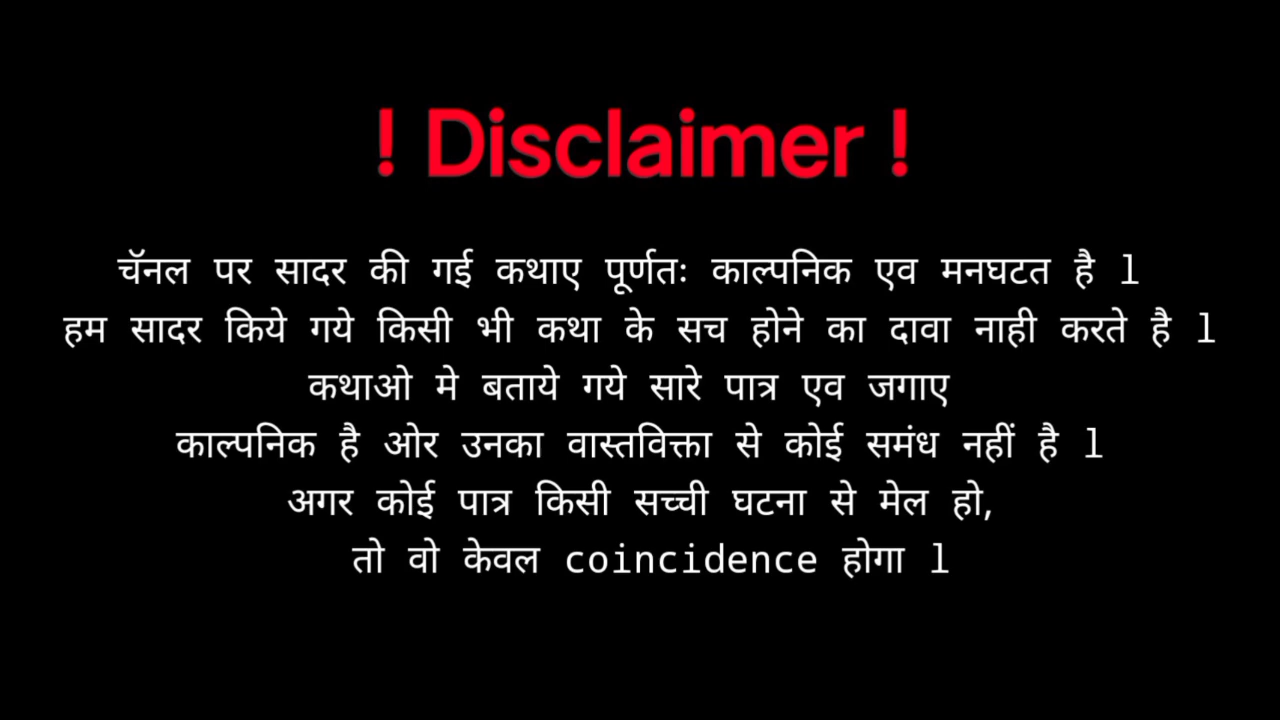 ! Disclaimer !
चॅनल पर सादर की गई कथाए पूर्णतः काल्पनिक एव मनघटत है l
हम सादर किये गये किसी भी कथा के सच होने का दावा नाही करते है l
कथाओ मे बताये गये सारे पात्र एव जगाए
काल्पनिक है ओर उनका वास्तविक्ता से कोई समंध नहीं है l
अगर कोई पात्र किसी सच्ची घटना से मेल हो,
तो वो केवल coincidence होगा l